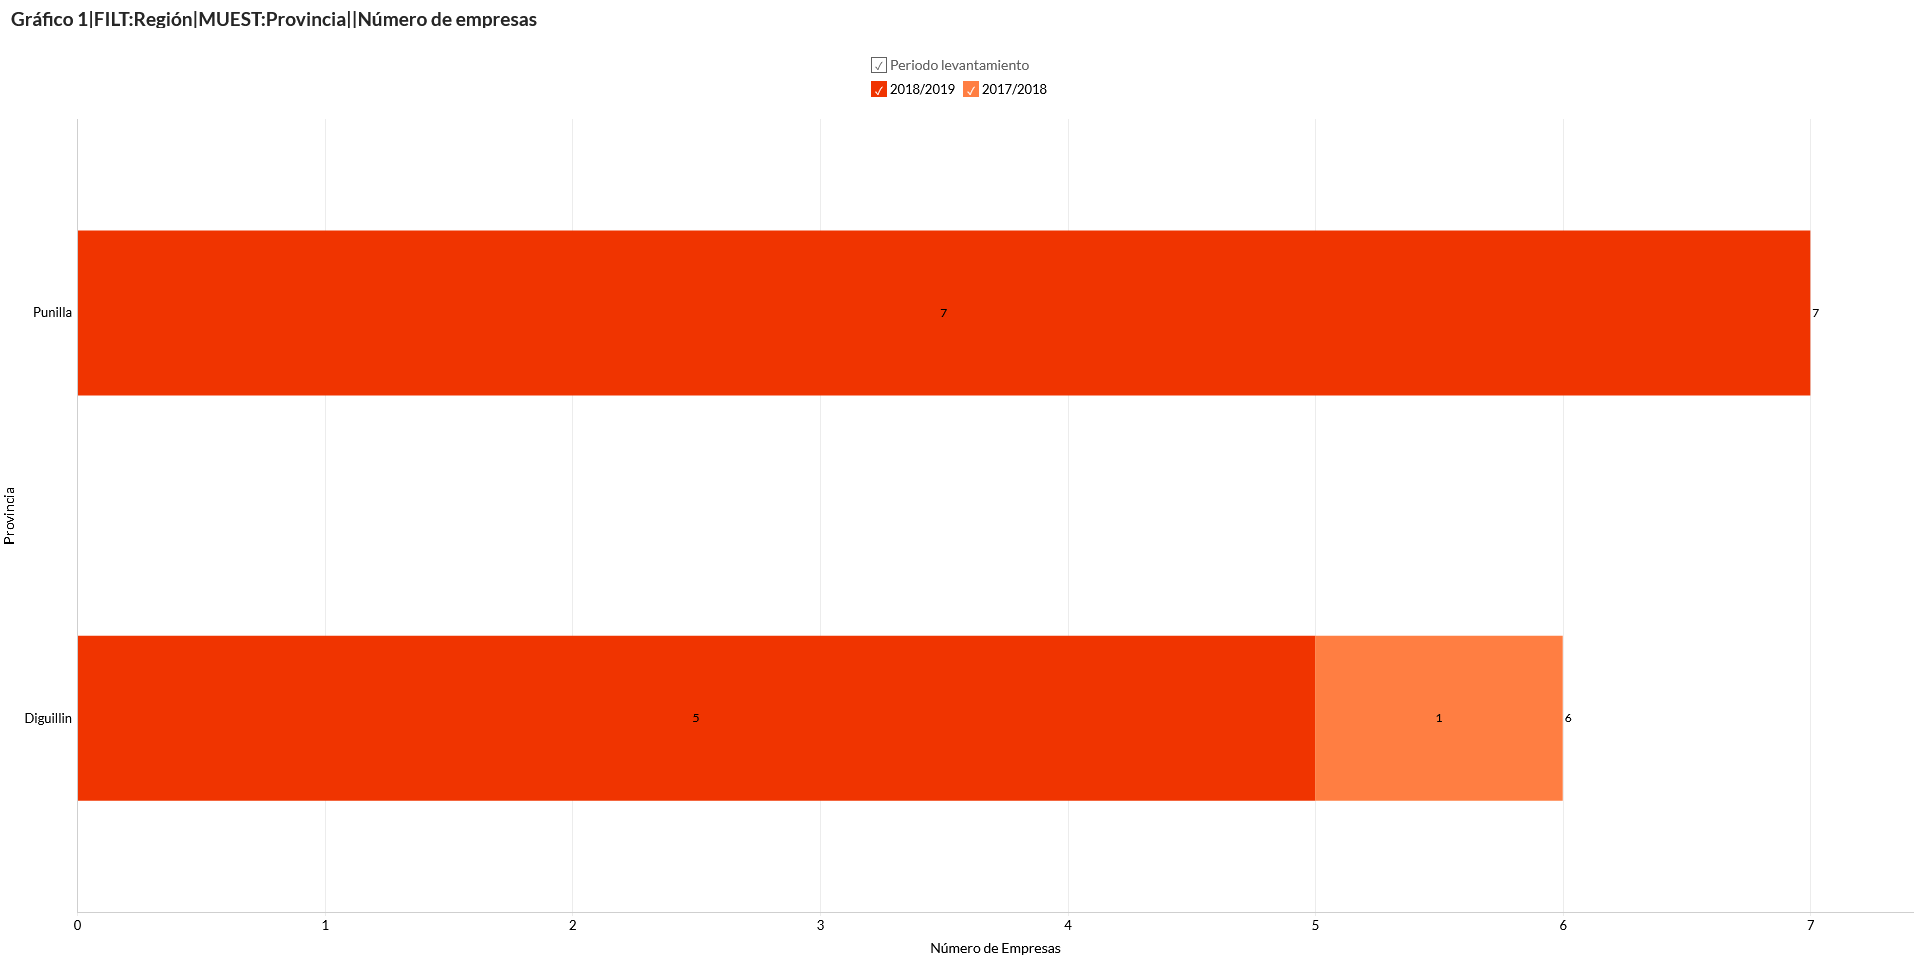 Gráfico 1|FILT:Región|MUEST:Provincia||Número de empresas
Periodo levantamiento
2018/2019 2017/2018
Punilla
7
7
Provincia
Diguillin
5
1
6
0 1 2 3 4 5 6 7
Número de Empresas